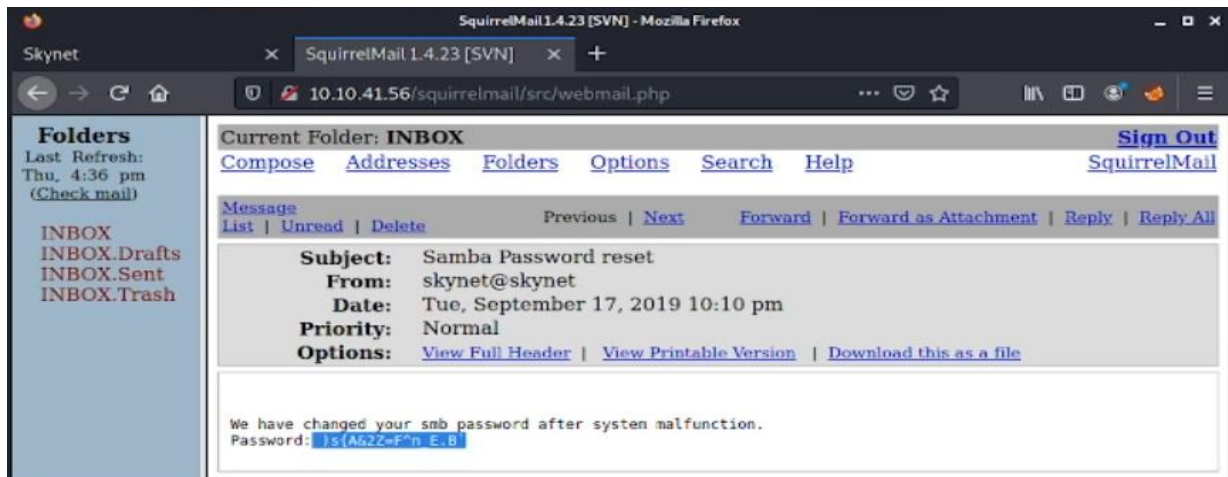 SquirrelMail 1.4.23 [SVN] - Mozilla Firefox
Skynet
SquirrelMail 1.4.23 [SVN]
10.10.41.56/squirrelmail/src/webmail.php
Folders
Last Refresh:
Thu, 4:36 pm
(Check mail)
INBOX
INBOX.Drafts
INBOX.Sent
INBOX.Trash
Current Folder: INBOX Sign Out
Compose Addresses Folders Options Search Help SquirrelMail
Message
List | Unread | Delete Previous | Next Forward | Forward as Attachment | Reply | Reply All
Subject: Samba Password reset
From: skynet@skynet
Date: Tue, September 17, 2019 10:10 pm
Priority: Normal
Options: View Full Header | View Printable Version | Download this as a file
We have changed your smb password after system malfunction.
Password: )s{A&2Z=F^n_E.B`